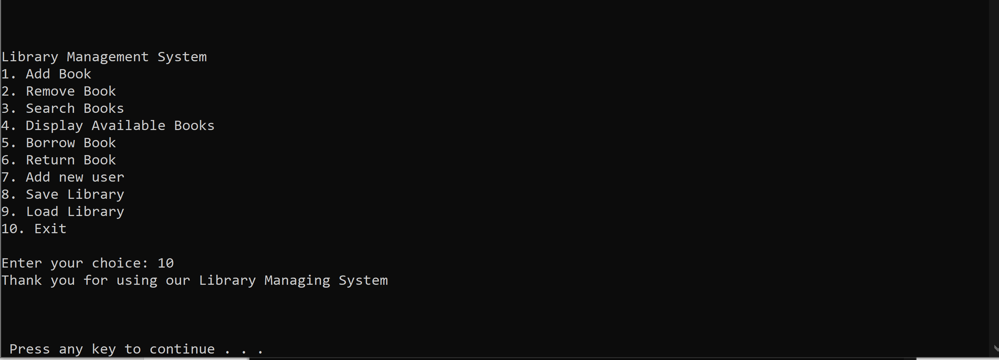 Library Management System
1. Add Book
2. Remove Book
3. Search Books
4. Display Available Books
5. Borrow Book
6. Return Book
7. Add new user
8. Save Library
9. Load Library
10. Exit
Enter your choice: 10
Thank you for using our Library Managing System
Press any key to continue . . .